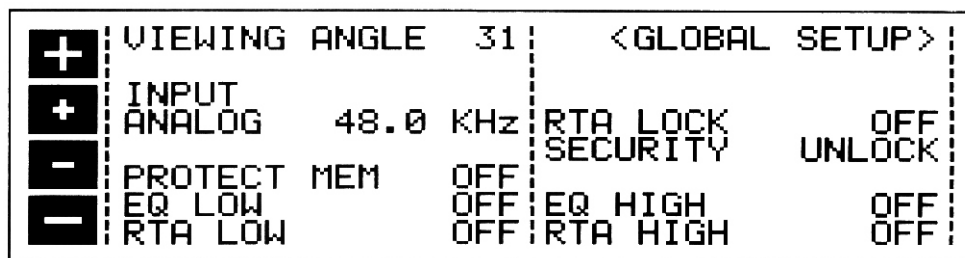 VIEWING ANGLE 31 <GLOBAL SETUP>
INPUT
ANALOG 48.0 KHz RTA LOCK OFF
SECURITY UNLOCK
PROTECT MEM OFF
EQ LOW OFF EQ HIGH OFF
RTA LOW OFF RTA HIGH OFF